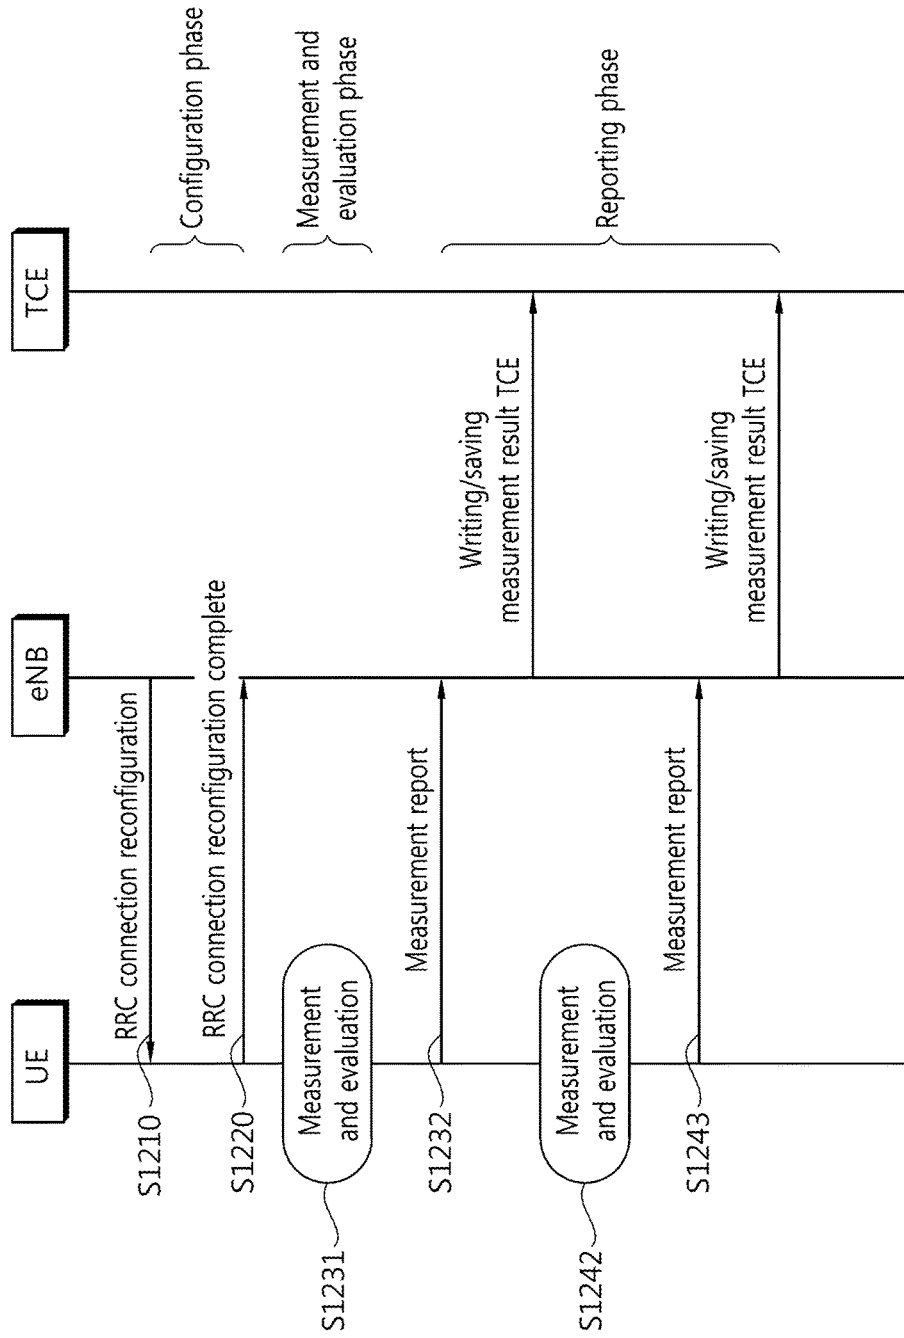 UE
eNB
TCE
S1210
RRC connection reconfiguration
Configuration phase
S1220
RRC connection reconfiguration complete
S1231
Measurement
and evaluation
Measurement and
evaluation phase
S1232
Measurement report
Writing/saving
measurement result TCE
Reporting phase
S1242
Measurement
and evaluation
S1243
Measurement report
Writing/saving
measurement result TCE